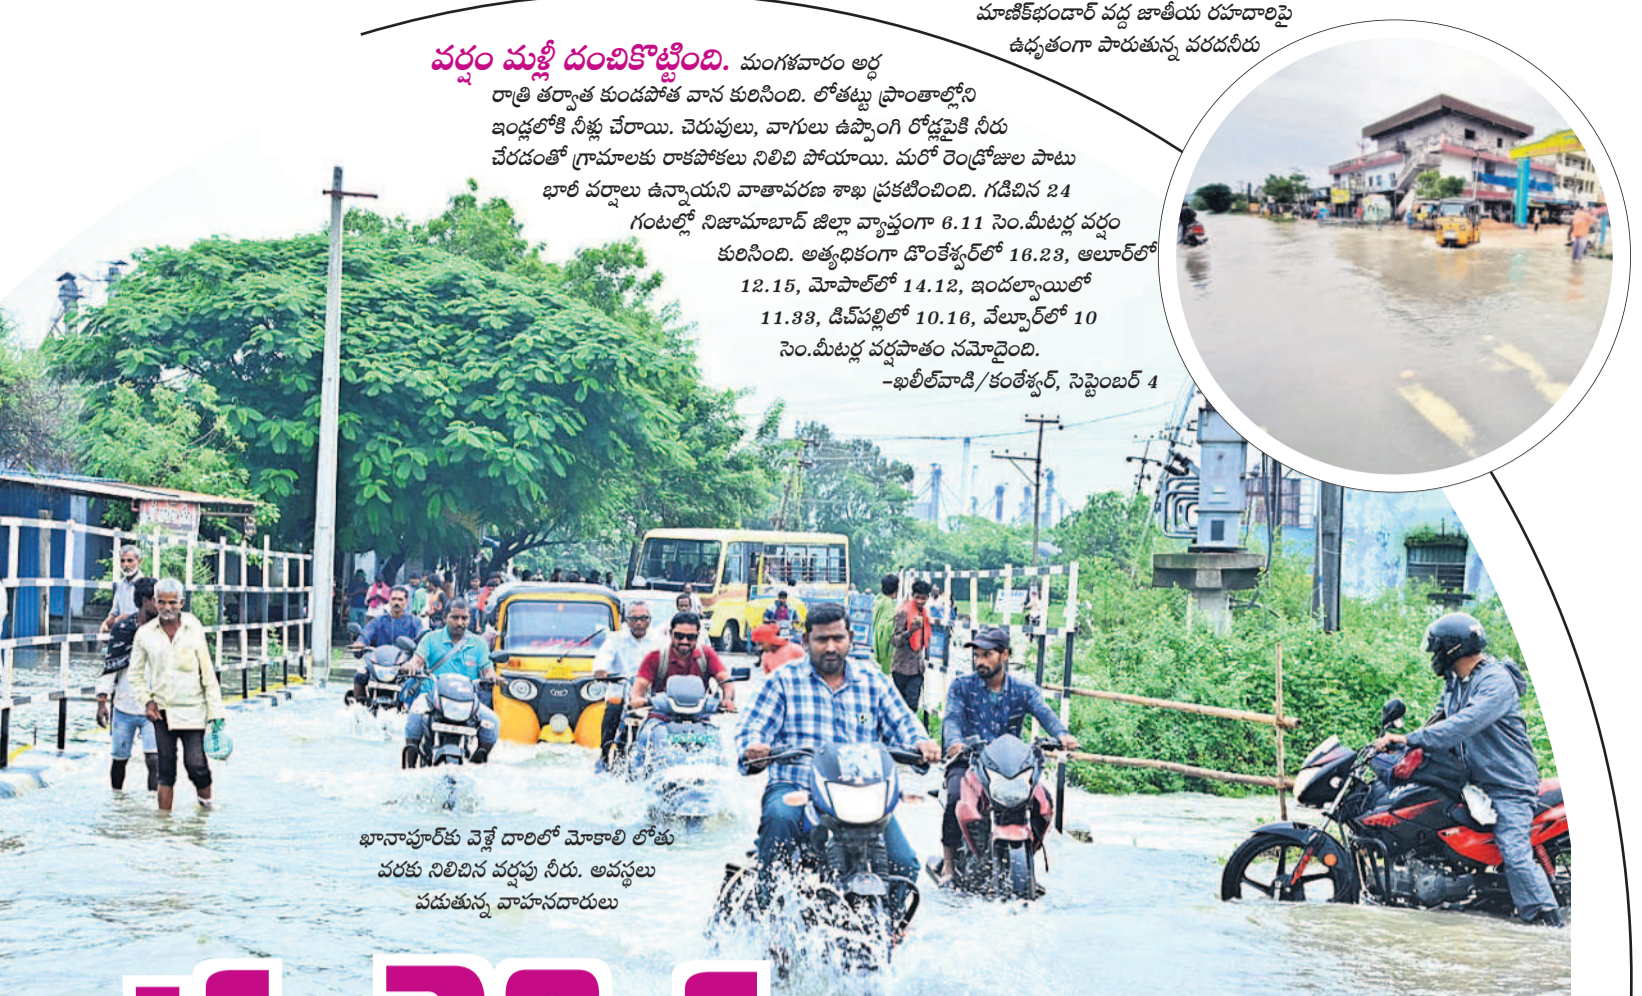 మాణిక్‌భండార్ వద్ద జాతీయ రహదారిపై
ఉధృతంగా పారుతున్న వరదనీరు
వర్షం మళ్లీ దంచికొట్టింది. మంగళవారం అర్ధ
రాత్రి తర్వాత కుండపోత వాన కురిసింది. లోతట్టు ప్రాంతాల్లోని
ఇండ్లలోకి నీళ్లు చేరాయి. చెరువులు, వాగులు ఉప్పొంగి రోడ్లపైకి నీరు
చేరడంతో గ్రామాలకు రాకపోకలు నిలిచి పోయాయి. మరో రెండ్రోజుల పాటు
భారీ వర్షాలు ఉన్నాయని వాతావరణ శాఖ ప్రకటించింది. గడిచిన 24
గంటల్లో నిజామాబాద్ జిల్లా వ్యాప్తంగా 6.11 సెం.మీటర్ల వర్షం
కురిసింది. అత్యధికంగా డొంకేశ్వర్‌లో 16.23, ఆలూర్‌లో
12.15, మోపాల్‌లో 14.12, ఇందల్వాయిలో
11.33, డిచ్‌పల్లిలో 10.16, వేల్పూర్‌లో 10
సెం.మీటర్ల వర్షపాతం నమోదైంది.
-ఖలీల్‌వాడి/కంఠేశ్వర్, సెప్టెంబర్ 4
ఖానాపూర్‌కు వెళ్లే దారిలో మోకాలి లోతు
వరకు నిలిచిన వర్షపు నీరు. అవస్థలు
పడుతున్న వాహనదారులు